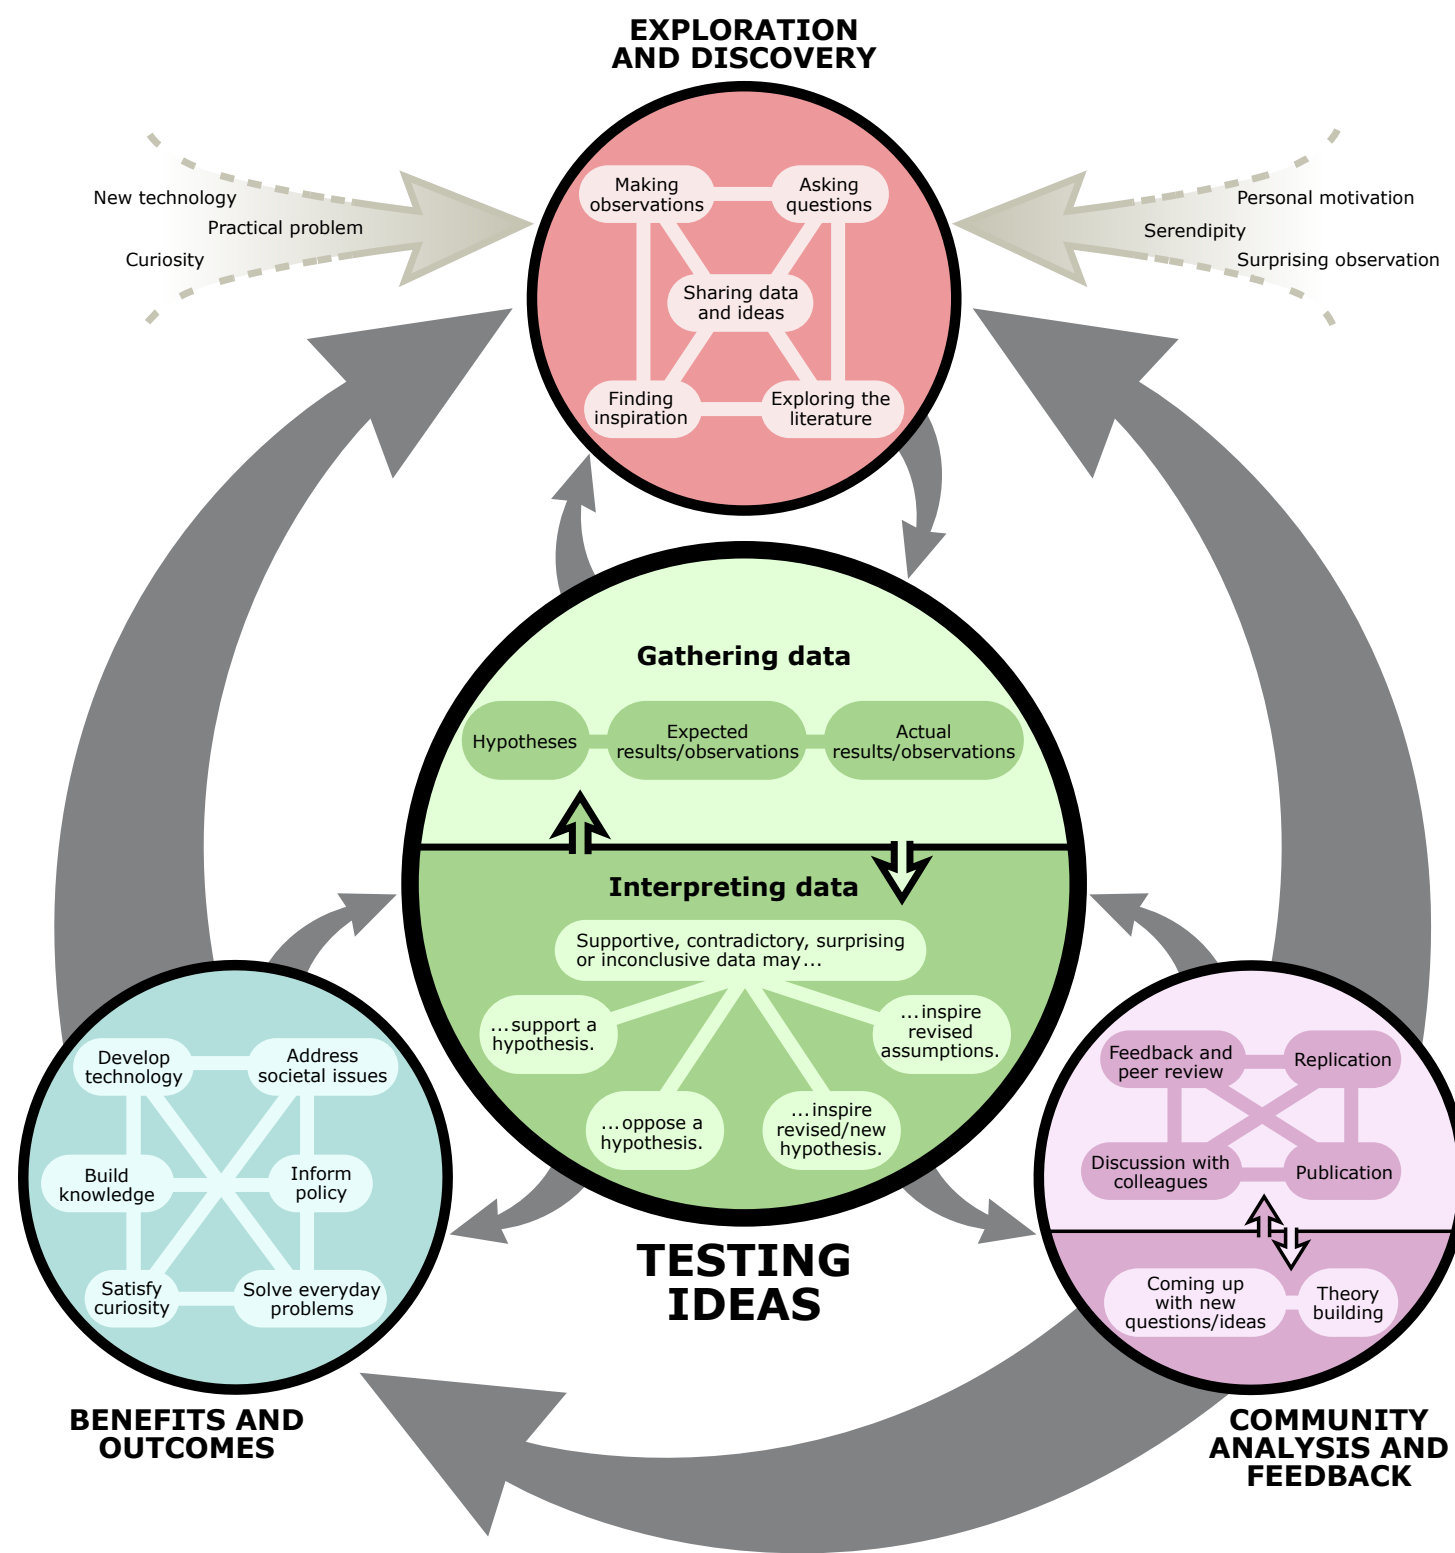 EXPLORATION
AND DISCOVERY
New technology
Practical problem
Curiosity
Personal motivation
Serendipity
Surprising observation
Making
observations
Asking
questions
Sharing data
and ideas
Finding
inspiration
Exploring the
literature
Gathering data
Hypotheses
Expected
results/observations
Actual
results/observations
Interpreting data
Supportive, contradictory, surprising
or inconclusive data may...
...support a
hypothesis.
...oppose a
hypothesis.
...inspire
revised/new
hypothesis.
...inspire
revised
assumptions.
TESTING
IDEAS
Develop
technology
Address
societal issues
Build
knowledge
Inform
policy
Satisfy
curiosity
Solve everyday
problems
BENEFITS AND
OUTCOMES
Feedback and
peer review
Replication
Discussion with
colleagues
Publication
Coming up
with new
questions/ideas
Theory
building
COMMUNITY
ANALYSIS AND
FEEDBACK